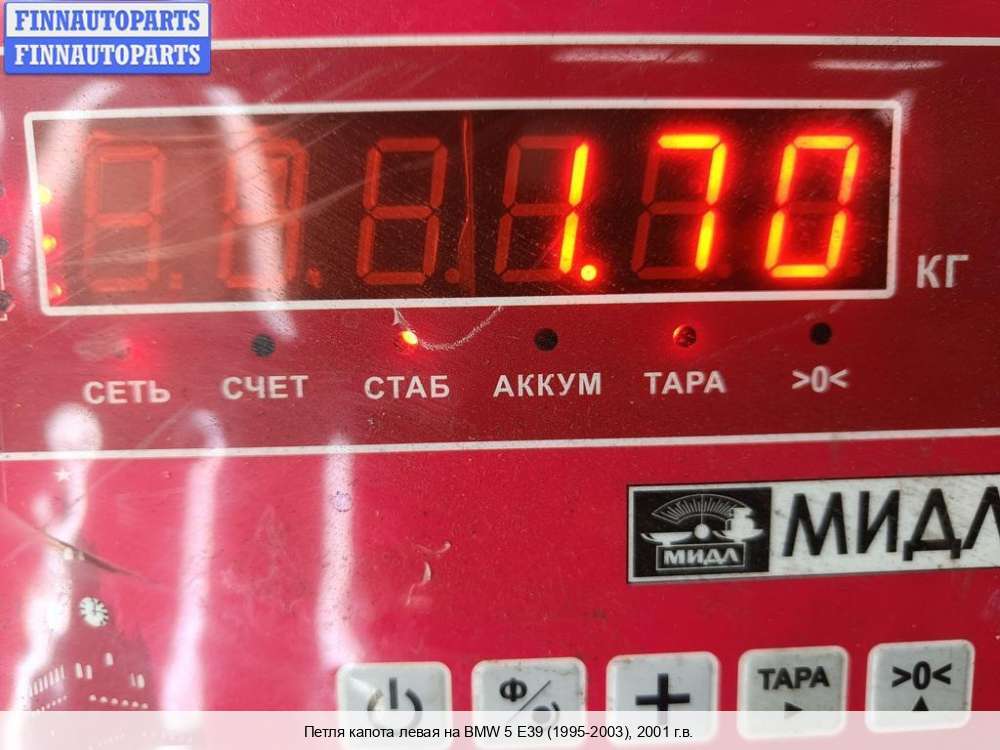 FINNAUTOPARTS
FINNAUTOPARTS
1.70
КГ
СЕТЬ СЧЕТ СТАБ АККУМ ТАРА >0<
МИДЛ МИДЛ
Ф/ + ТАРА >0<
Петля капота левая на BMW 5 E39 (1995-2003), 2001 г.в.